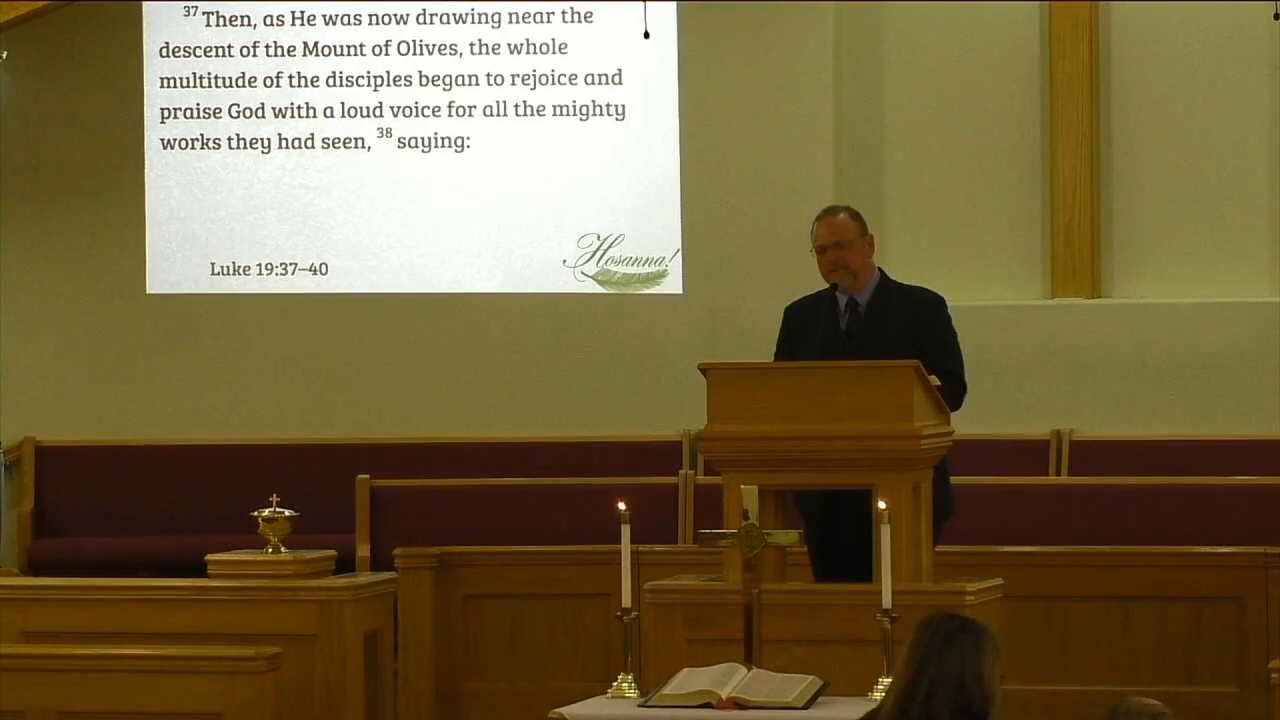 37 Then, as He was now drawing near the
descent of the Mount of Olives, the whole
multitude of the disciples began to rejoice and
praise God with a loud voice for all the mighty
works they had seen, 38 saying:
Luke 19:37–40
Hosanna!